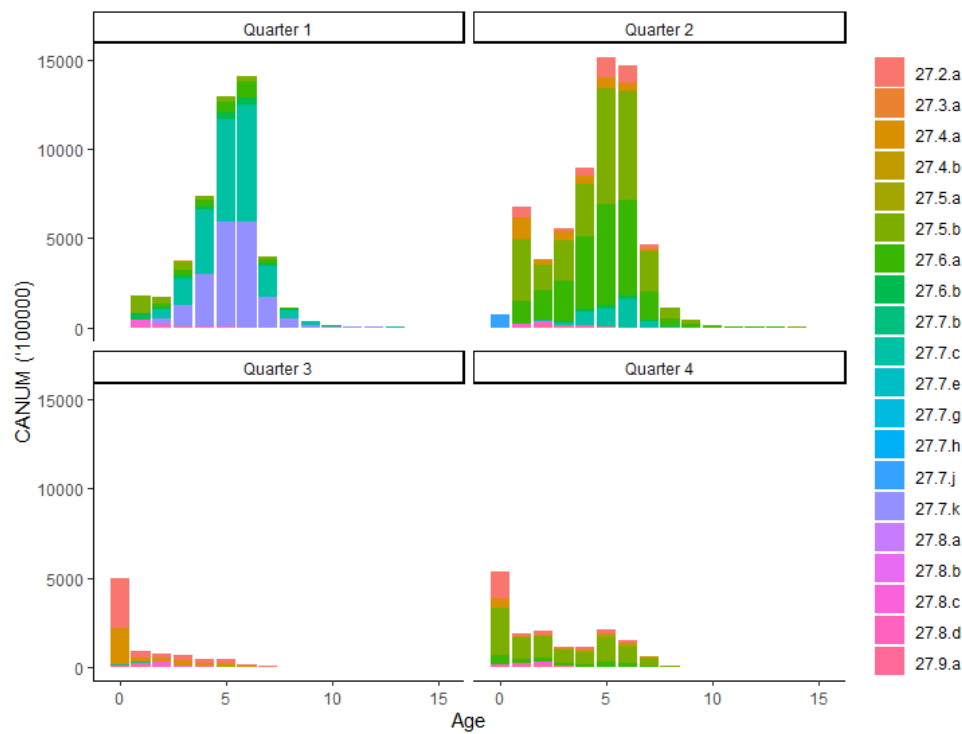 Quarter 1
Quarter 2
15000
10000
5000
0
Quarter 3
Quarter 4
15000
10000
5000
0
0
5
10
15
0
5
10
15
Age
CANUM ('100000)
27.2.a
27.3.a
27.4.a
27.4.b
27.5.a
27.5.b
27.6.a
27.6.b
27.7.b
27.7.c
27.7.e
27.7.g
27.7.h
27.7.j
27.7.k
27.8.a
27.8.b
27.8.c
27.8.d
27.9.a